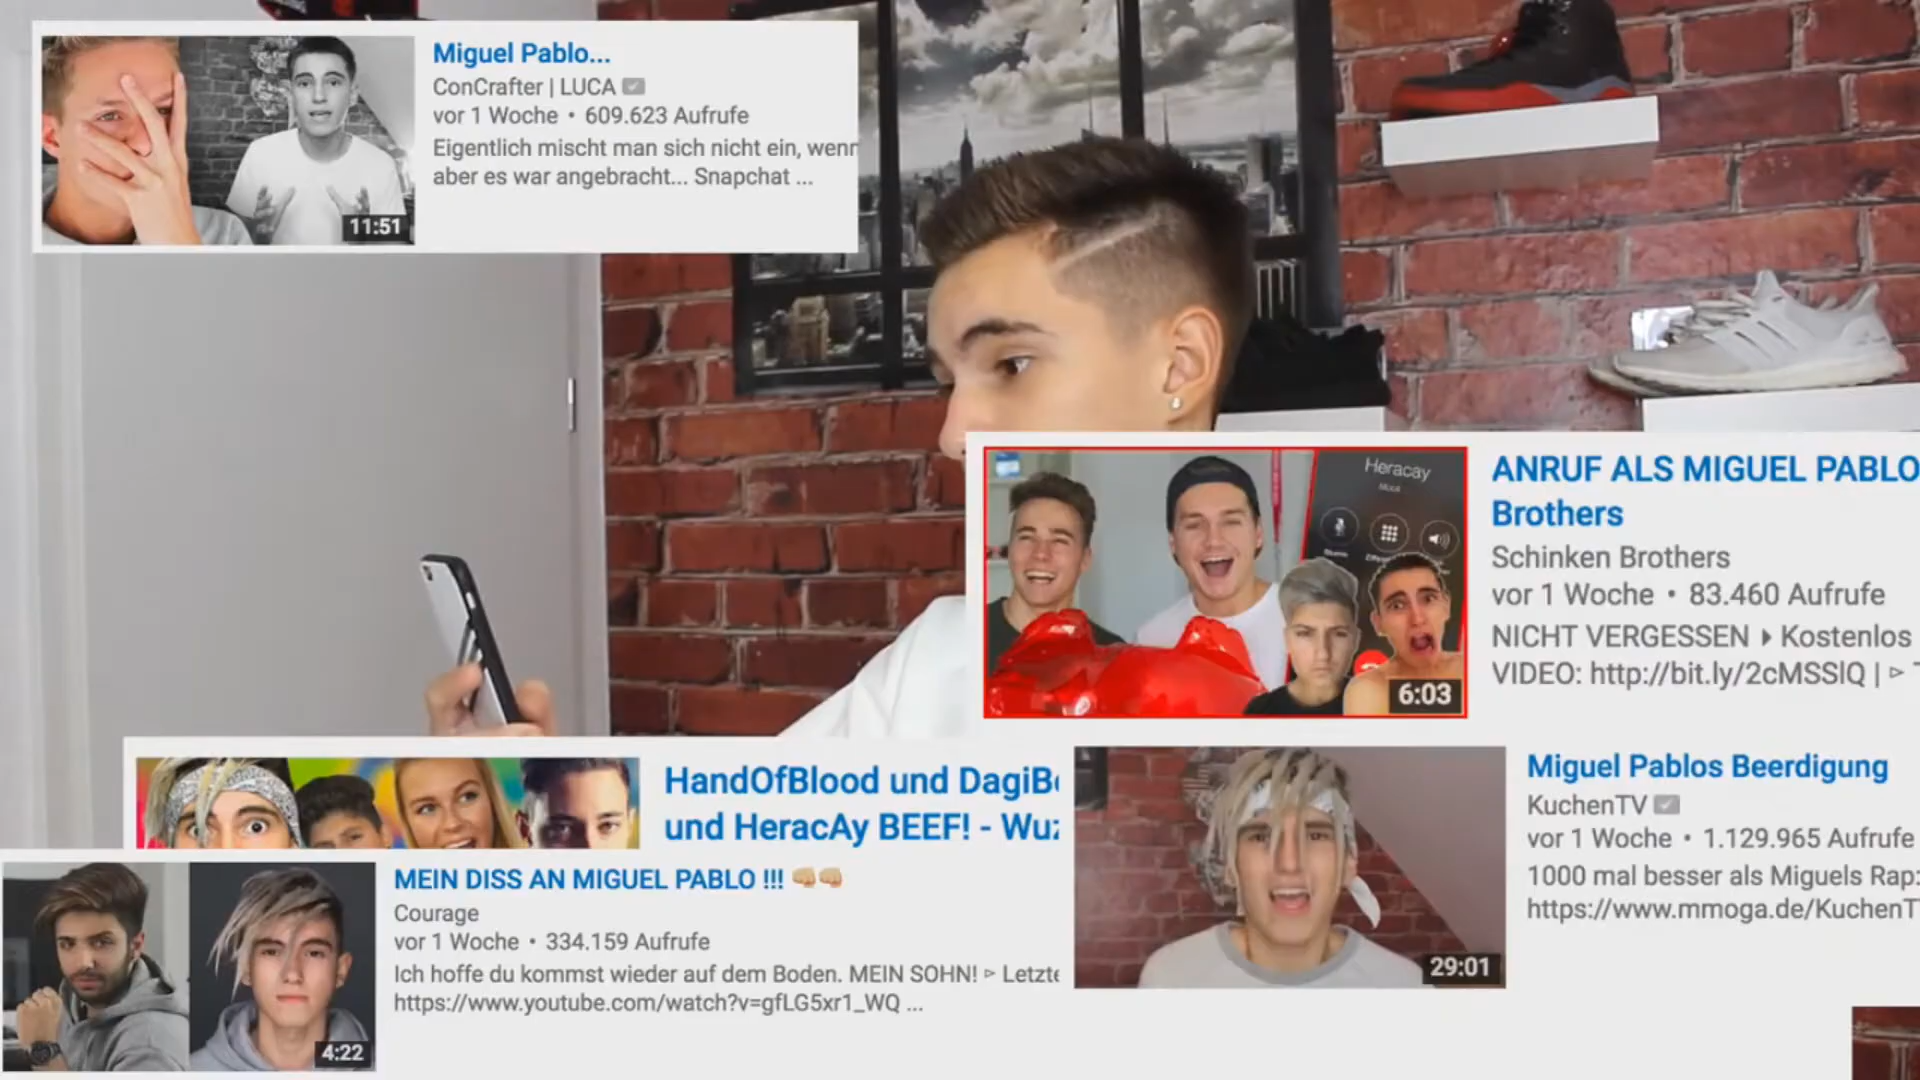 Miguel Pablo...
ConCrafter | LUCA
vor 1 Woche • 609.623 Aufrufe
Eigentlich mischt man sich nicht ein, wenn
aber es war angebracht... Snapchat ...
11:51
Heracay
ANRUF ALS MIGUEL PABLO
Brothers
Schinken Brothers
vor 1 Woche • 83.460 Aufrufe
NICHT VERGESSEN ▸ Kostenlos
VIDEO: http://bit.ly/2cMSSlQ | ▹
6:03
HandOfBlood und DagiBe
und HeracAy BEEF! - Wuz
Miguel Pablos Beerdigung
KuchenTV
vor 1 Woche • 1.129.965 Aufrufe
1000 mal besser als Miguels Rap:
https://www.mmoga.de/KuchenT
29:01
MEIN DISS AN MIGUEL PABLO !!! 👊🏼👊🏼
Courage
vor 1 Woche • 334.159 Aufrufe
Ich hoffe du kommst wieder auf dem Boden. MEIN SOHN! ▹ Letzte
https://www.youtube.com/watch?v=gfLG5xr1_WQ ...
4:22